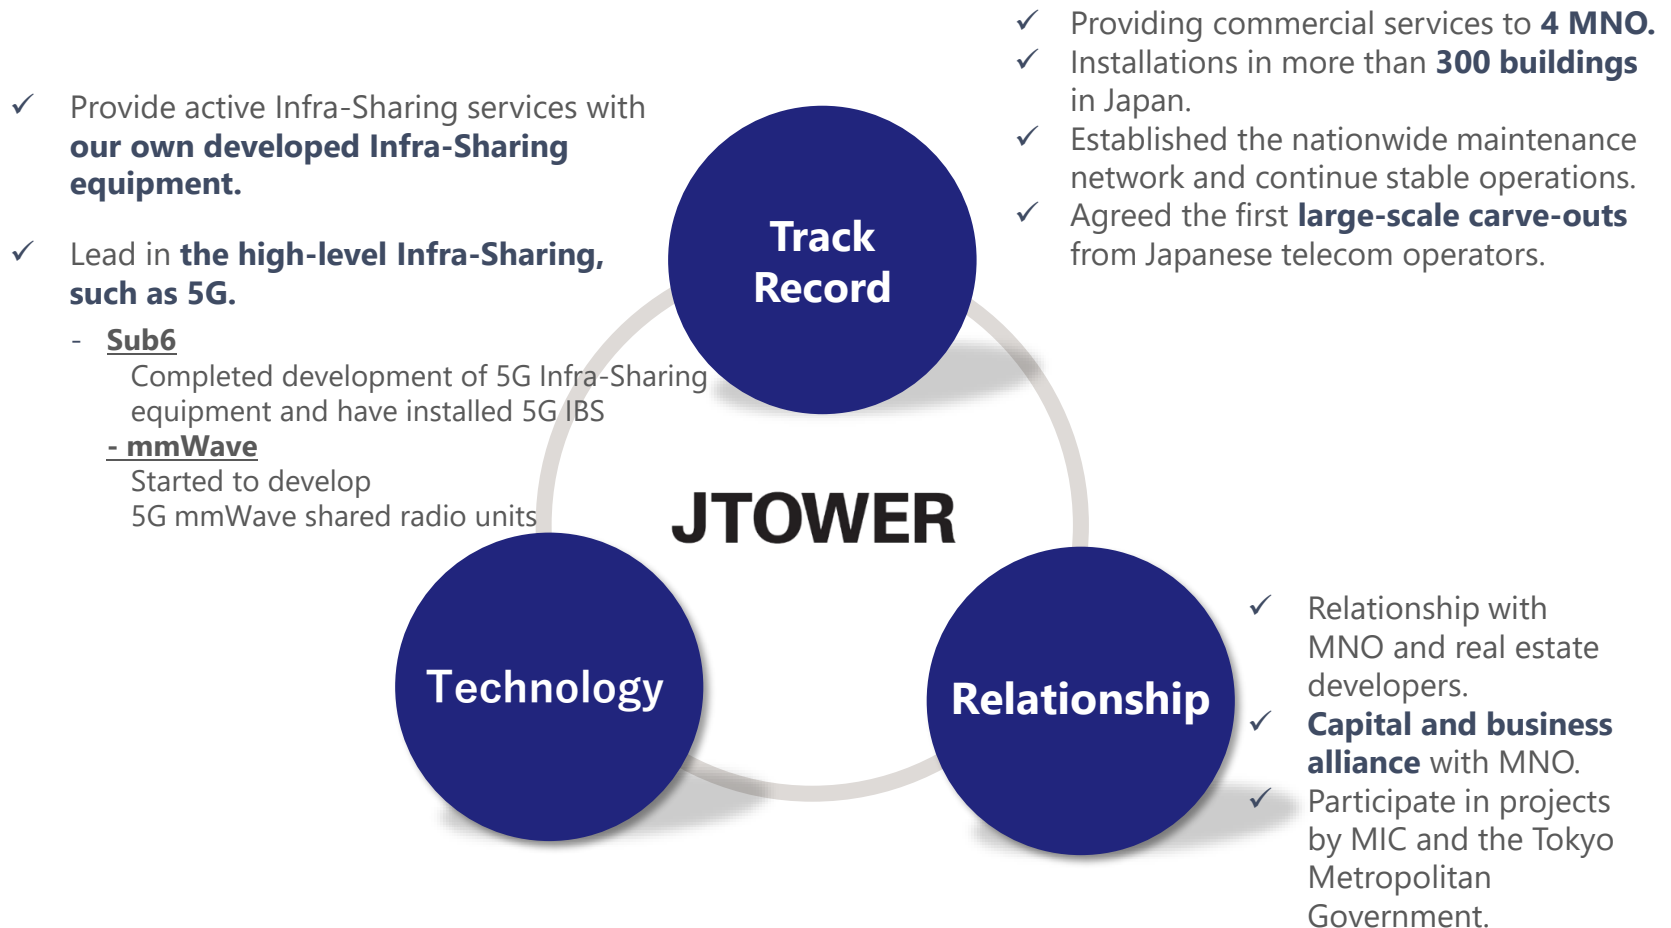 ✓ Providing commercial services to 4 MNO.
✓ Installations in more than 300 buildings
in Japan.
✓ Established the nationwide maintenance
network and continue stable operations.
✓ Agreed the first large-scale carve-outs
from Japanese telecom operators.
✓ Provide active Infra-Sharing services with
our own developed Infra-Sharing
equipment.
✓ Lead in the high-level Infra-Sharing,
such as 5G.
- Sub6
Completed development of 5G Infra-Sharing
equipment and have installed 5G IBS
- mmWave
Started to develop
5G mmWave shared radio units
Track
Record
JTOWER
Technology
Relationship
✓ Relationship with
MNO and real estate
developers.
✓ Capital and business
alliance with MNO.
✓ Participate in projects
by MIC and the Tokyo
Metropolitan
Government.